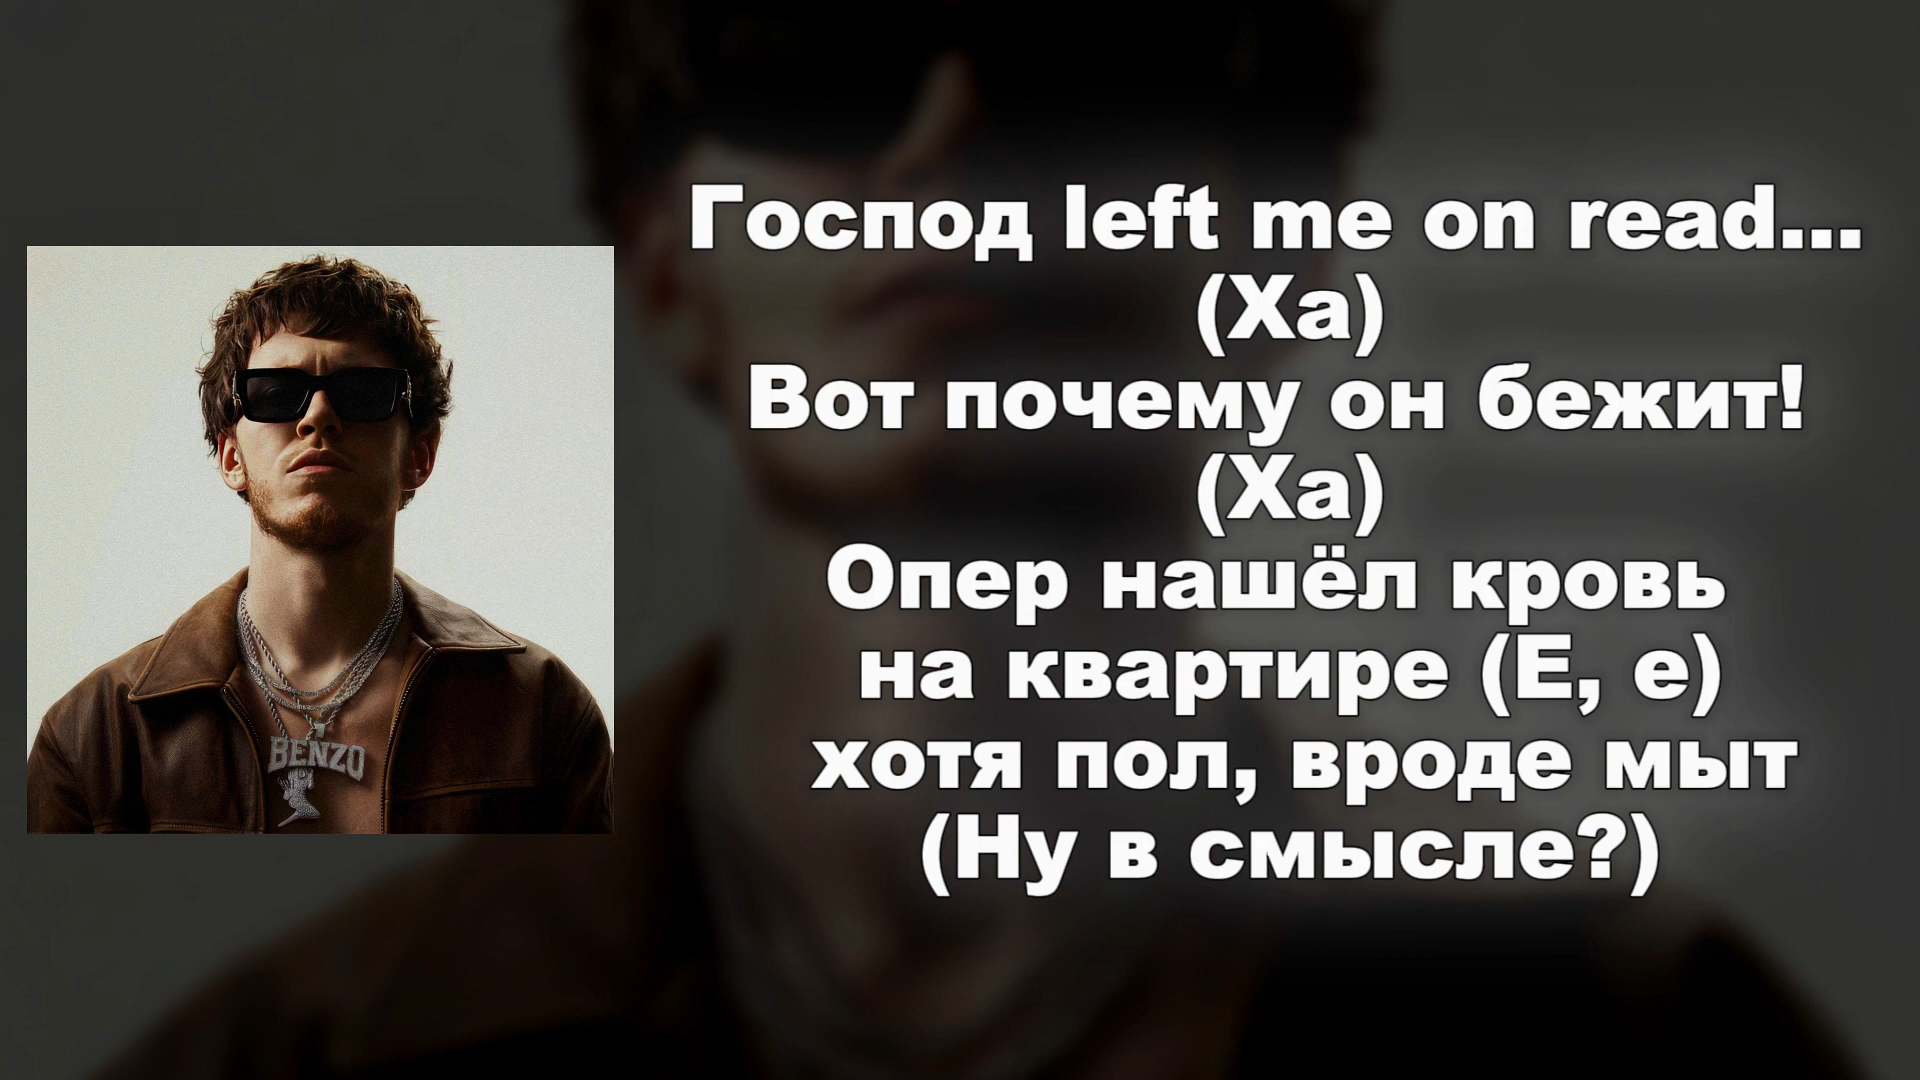 BENZO
Господ left me on read...
(Ха)
Вот почему он бежит!
(Ха)
Опер нашёл кровь
на квартире (Е, е)
хотя пол, вроде мыт
(Ну в смысле?)